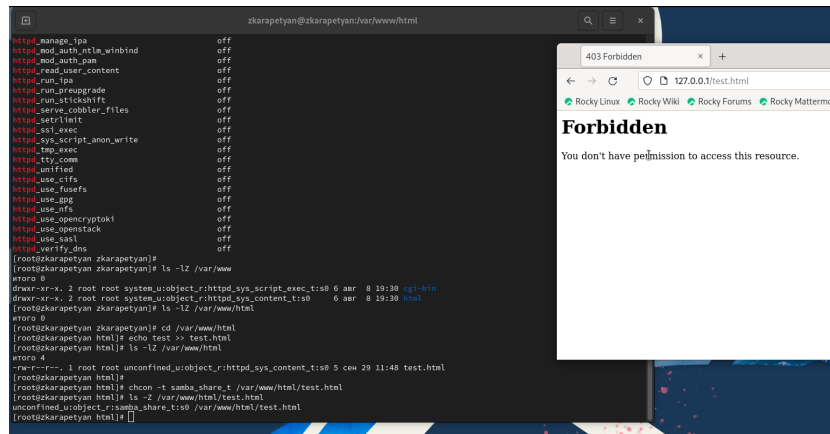 zkarapetyan@zkarapetyan:/var/www/html
httpd_manage_ipa off
httpd_mod_auth_ntlm_winbind off
httpd_mod_auth_pam off
httpd_read_user_content off
httpd_run_ipa off
httpd_run_preupgrade off
httpd_run_stickshift off
httpd_serve_cobbler_files off
httpd_setrlimit off
httpd_ssi_exec off
httpd_sys_script_anon_write off
httpd_tmp_exec off
httpd_tty_comm off
httpd_unified off
httpd_use_cifs off
httpd_use_fusefs off
httpd_use_gpg off
httpd_use_nfs off
httpd_use_opencryptoki off
httpd_use_openstack off
httpd_use_sasl off
httpd_verify_dns off
[root@zkarapetyan zkarapetyan]#
[root@zkarapetyan zkarapetyan]# ls -lZ /var/www
итого 0
drwxr-xr-x. 2 root root system_u:object_r:httpd_sys_script_exec_t:s0 6 авг 8 19:30 cgi-bin
drwxr-xr-x. 2 root root system_u:object_r:httpd_sys_content_t:s0 6 авг 8 19:30 html
[root@zkarapetyan zkarapetyan]# ls -lZ /var/www/html
итого 0
[root@zkarapetyan zkarapetyan]# cd /var/www/html
[root@zkarapetyan html]# echo test >> test.html
[root@zkarapetyan html]# ls -lZ /var/www/html
итого 4
-rw-r--r--. 1 root root unconfined_u:object_r:httpd_sys_content_t:s0 5 сен 29 11:48 test.html
[root@zkarapetyan html]#
[root@zkarapetyan html]# chcon -t samba_share_t /var/www/html/test.html
[root@zkarapetyan html]# ls -Z /var/www/html/test.html
unconfined_u:object_r:samba_share_t:s0 /var/www/html/test.html
[root@zkarapetyan html]#
403 Forbidden
127.0.0.1/test.html
Rocky Linux Rocky Wiki Rocky Forums Rocky Mattermo
Forbidden
You don't have permission to access this resource.